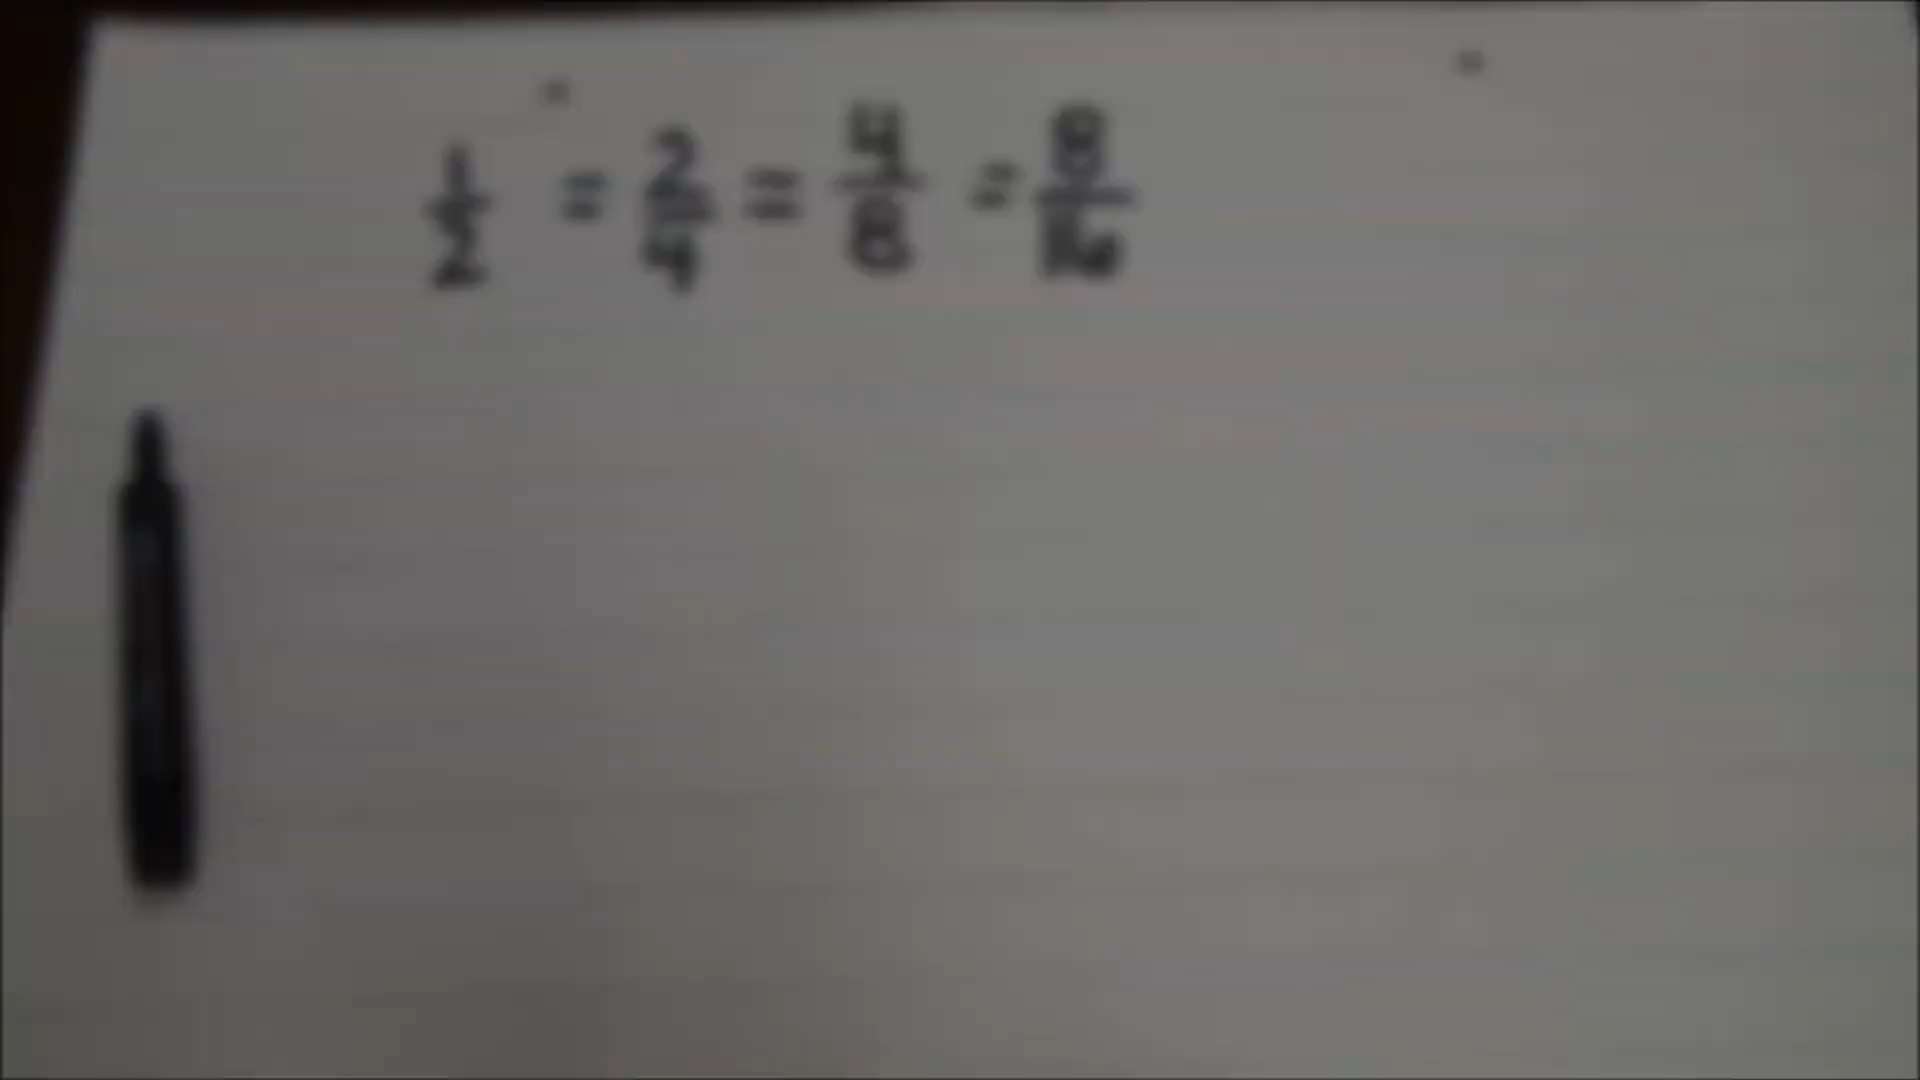 1/2 = 2/4 = 4/8 = 8/16